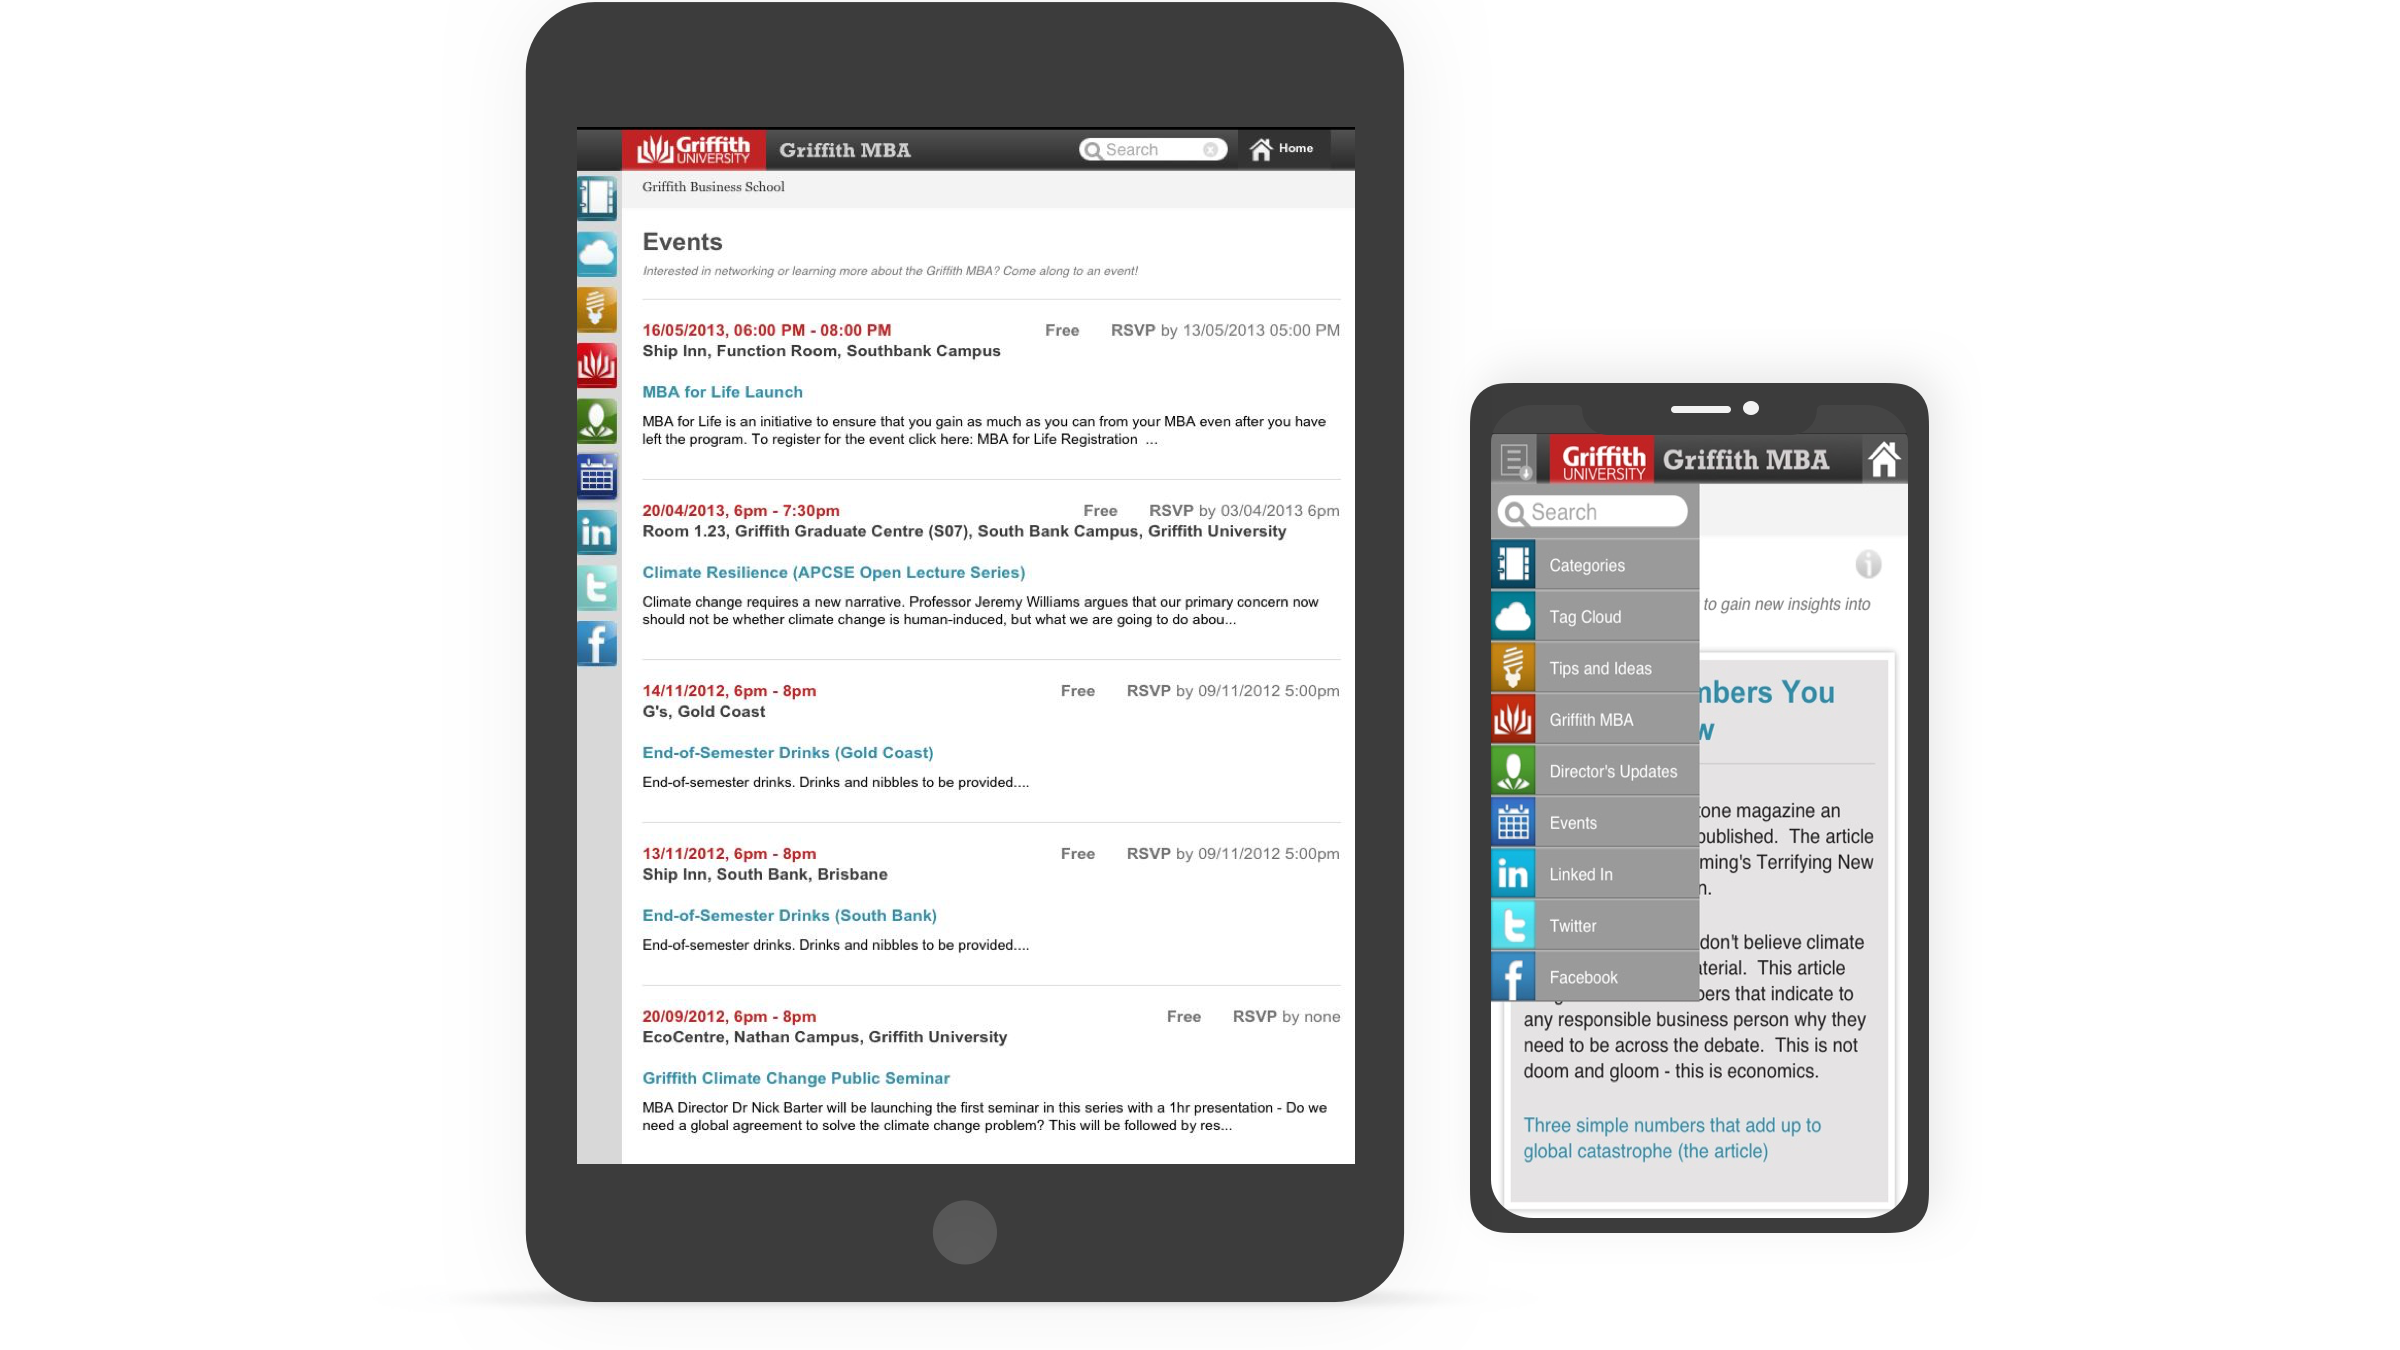 Griffith
UNIVERSITY
Griffith MBA
Search
Home
Griffith Business School
Events
Interested in networking or learning more about the Griffith MBA? Come along to an event!
16/05/2013, 06:00 PM - 08:00 PM Free RSVP by 13/05/2013 05:00 PM
Ship Inn, Function Room, Southbank Campus
MBA for Life Launch
MBA for Life is an initiative to ensure that you gain as much as you can from your MBA even after you have
left the program. To register for the event click here: MBA for Life Registration ...
20/04/2013, 6pm - 7:30pm Free RSVP by 03/04/2013 6pm
Room 1.23, Griffith Graduate Centre (S07), South Bank Campus, Griffith University
Climate Resilience (APCSE Open Lecture Series)
Climate change requires a new narrative. Professor Jeremy Williams argues that our primary concern now
should not be whether climate change is human-induced, but what we are going to do abou...
14/11/2012, 6pm - 8pm Free RSVP by 09/11/2012 5:00pm
G's, Gold Coast
End-of-Semester Drinks (Gold Coast)
End-of-semester drinks. Drinks and nibbles to be provided....
13/11/2012, 6pm - 8pm Free RSVP by 09/11/2012 5:00pm
Ship Inn, South Bank, Brisbane
End-of-Semester Drinks (South Bank)
End-of-semester drinks. Drinks and nibbles to be provided....
20/09/2012, 6pm - 8pm Free RSVP by none
EcoCentre, Nathan Campus, Griffith University
Griffith Climate Change Public Seminar
MBA Director Dr Nick Barter will be launching the first seminar in this series with a 1hr presentation - Do we
need a global agreement to solve the climate change problem? This will be followed by res...
in
t
f
Griffith
UNIVERSITY
Griffith MBA
Search
Categories
Tag Cloud
Tips and Ideas
Griffith MBA
Director's Updates
Events
in Linked In
t Twitter
f Facebook
i
to gain new insights into
mbers You
w
tone magazine an
published. The article
ming's Terrifying New
n.
don't believe climate
aterial. This article
bers that indicate to
any responsible business person why they
need to be across the debate. This is not
doom and gloom - this is economics.
Three simple numbers that add up to
global catastrophe (the article)